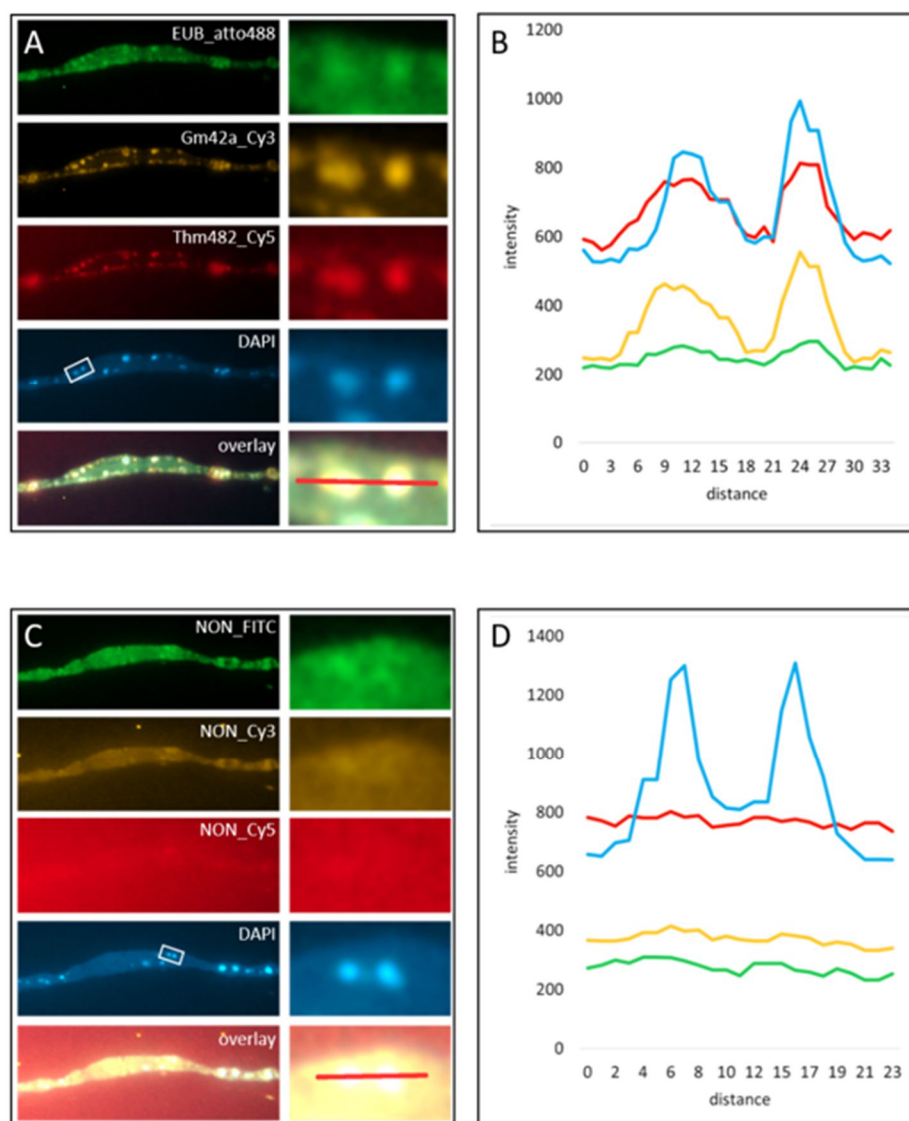 A
EUB_atto488
Gm42a_Cy3
Thm482_Cy5
DAPI
overlay
B
1200
1000
800
600
400
200
0
intensity
0 3 6 9 12 15 18 21 24 27 30 33
distance
C
NON_FITC
NON_Cy3
NON_Cy5
DAPI
overlay
D
1400
1200
1000
800
600
400
200
0
intensity
0 2 4 6 8 10 12 15 17 19 21 23
distance